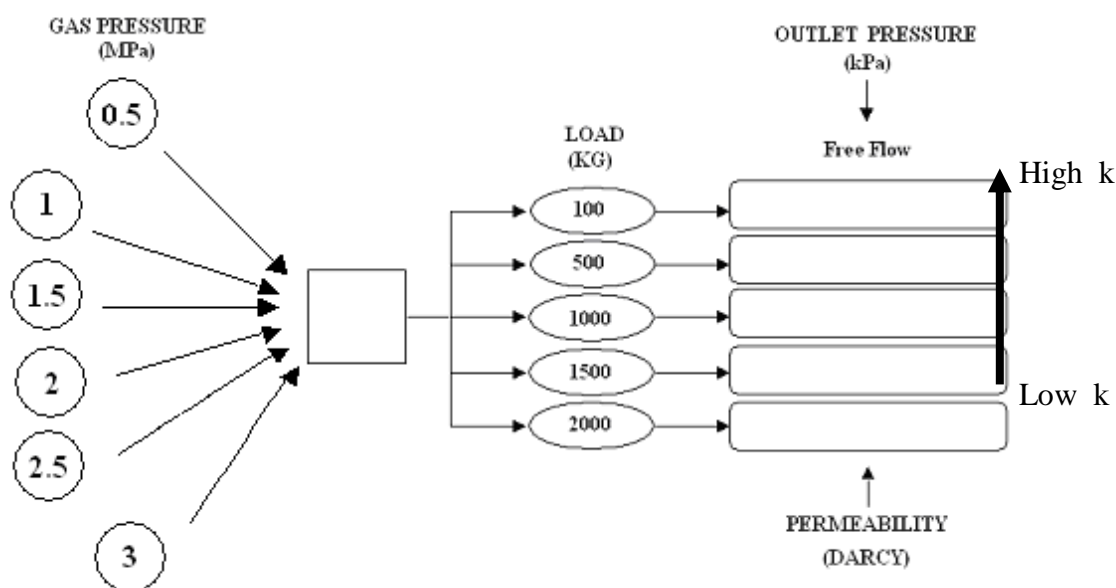 GAS PRESSURE
(MPa)
0.5
1
1.5
2
2.5
3
LOAD
(KG)
100
500
1000
1500
2000
OUTLET PRESSURE
(kPa)
Free Flow
High k
Low k
PERMEABILITY
(DARCY)